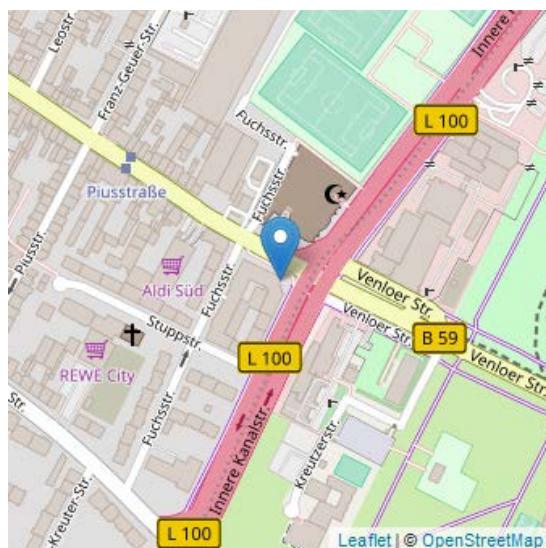 Leostr.
Franz-Geuer-Str.
Innere
L 100
Fuchsstr.
Piusstraße
Fuchsstr.
Piusstr.
Aldi Süd
Fuchsstr.
Venloer Str.
Stuppstr.
Venloer Str.
B 59
L 100
Venloer Str.
REWE City
Str.
Fuchsstr.
Innere Kanalstr.
Kreutzerstr.
Kreuter-Str.
L 100
Leaflet | © OpenStreetMap